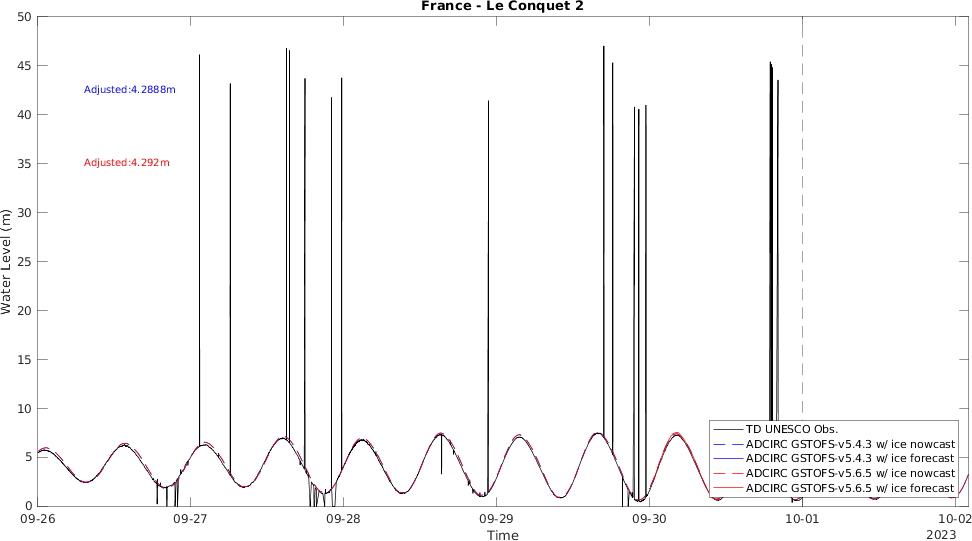 France - Le Conquet 2
50
45
40
35
30
25
20
15
10
5
0
Water Level (m)
Adjusted:4.2888m
Adjusted:4.292m
TD UNESCO Obs.
ADCIRC GSTOFS-v5.4.3 w/ ice nowcast
ADCIRC GSTOFS-v5.4.3 w/ ice forecast
ADCIRC GSTOFS-v5.6.5 w/ ice nowcast
ADCIRC GSTOFS-v5.6.5 w/ ice forecast
09-26 09-27 09-28 09-29 09-30 10-01 10-02
Time
2023